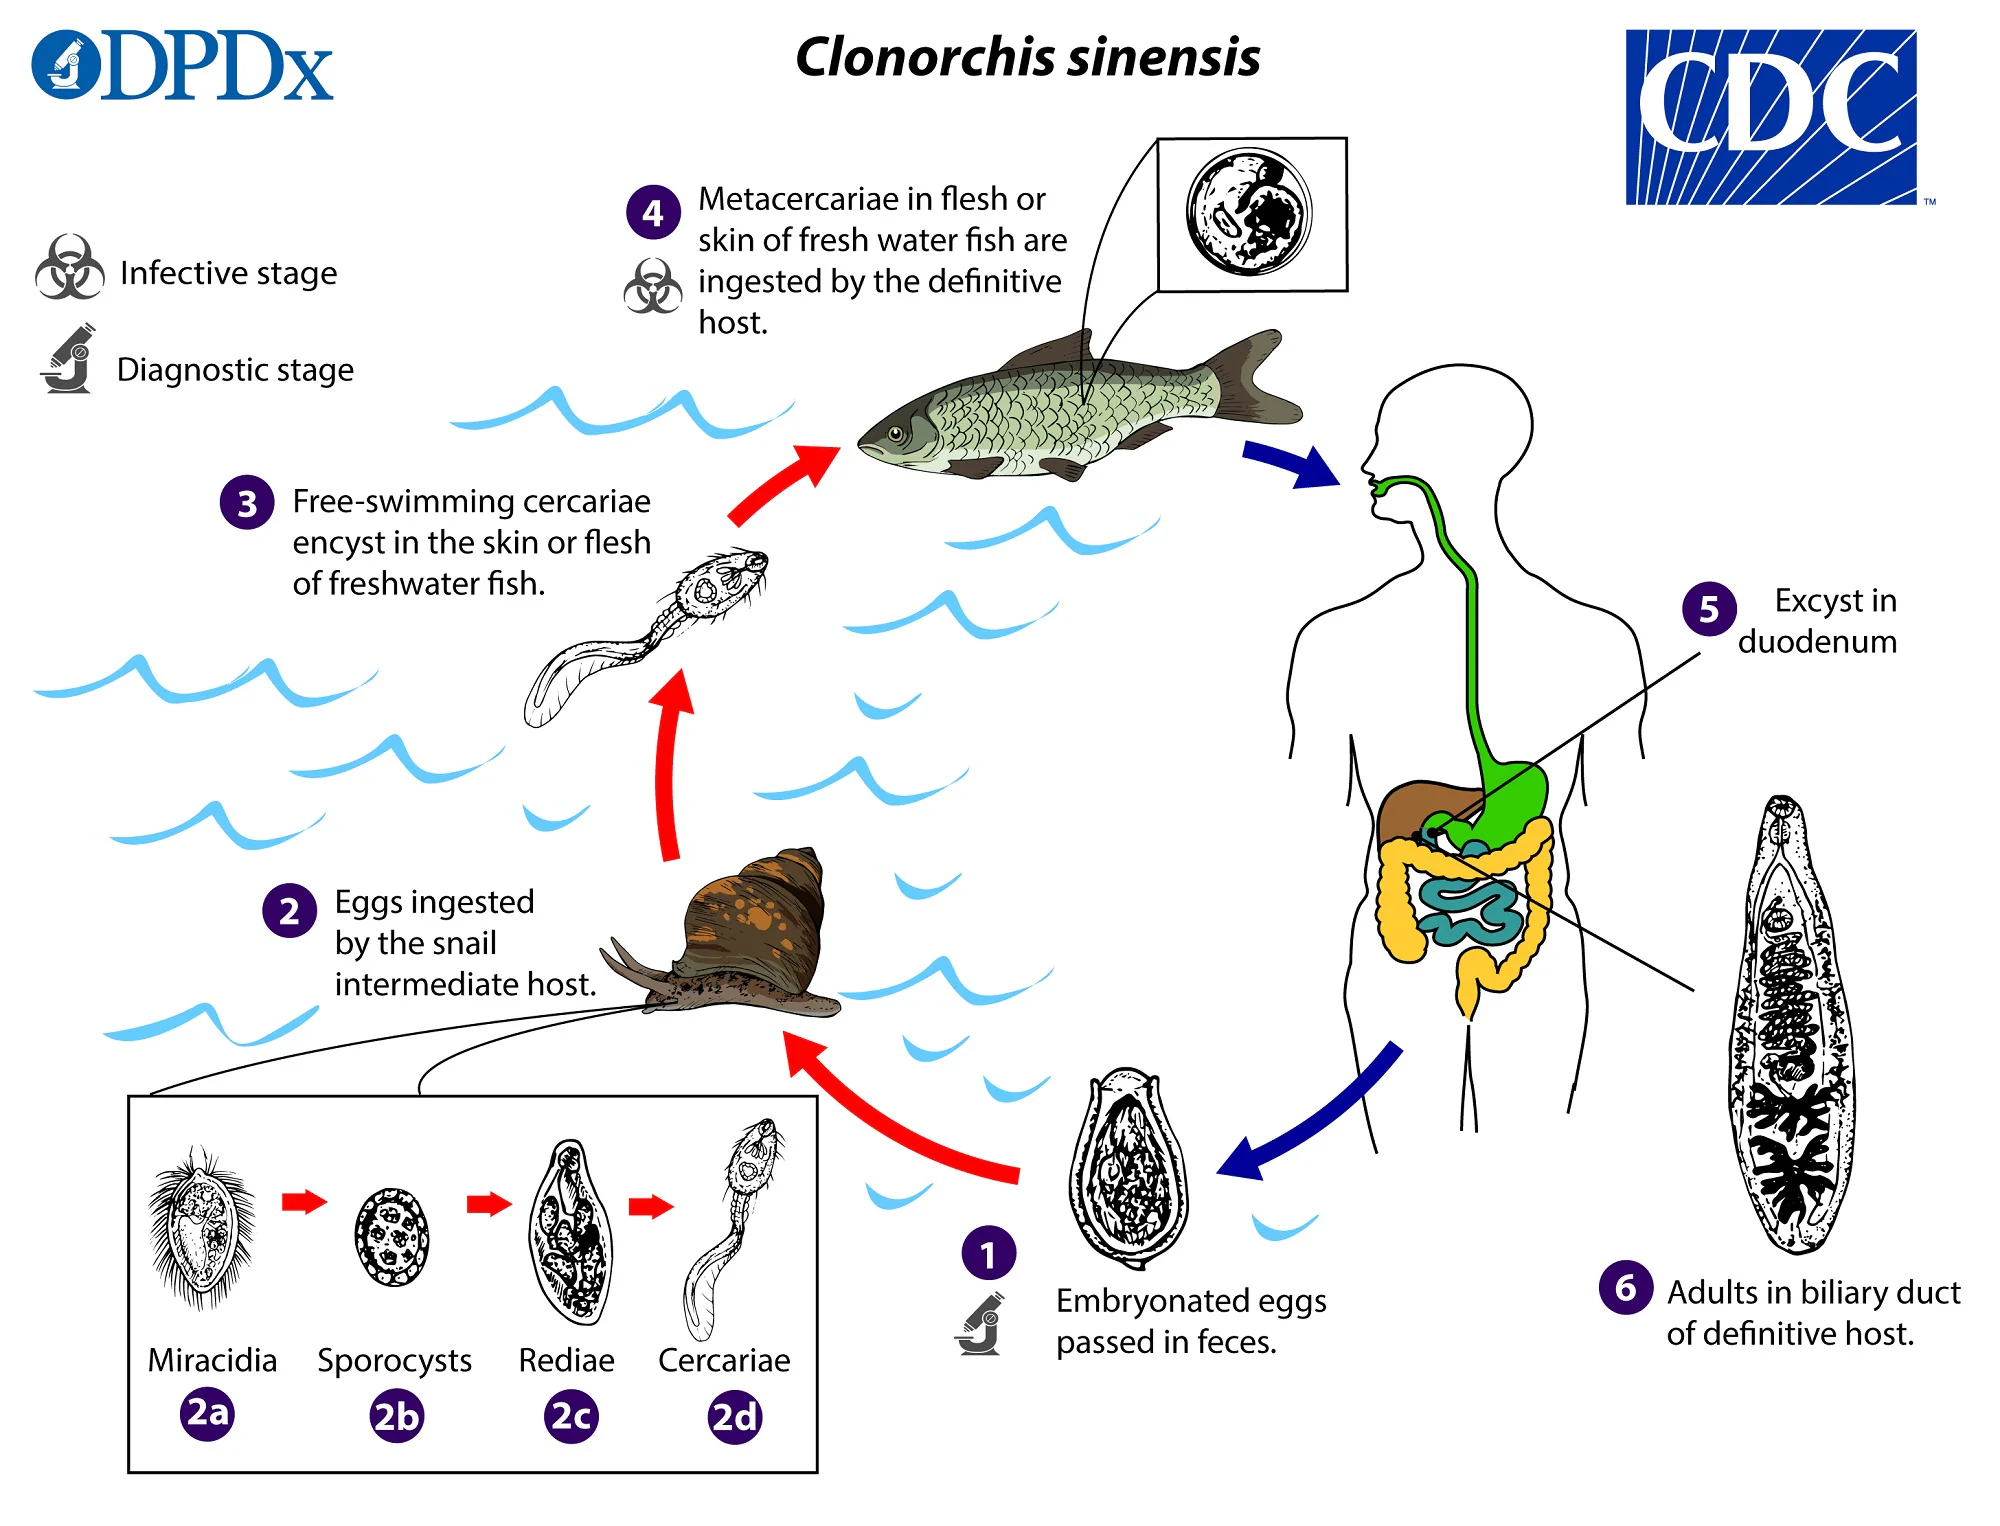 DPDx
Clonorchis sinensis
CDC
TM
Infective stage
Diagnostic stage
4
Metacercariae in flesh or
skin of fresh water fish are
ingested by the definitive
host.
3
Free-swimming cercariae
encyst in the skin or flesh
of freshwater fish.
5
Excyst in
duodenum
2
Eggs ingested
by the snail
intermediate host.
1
Embryonated eggs
passed in feces.
6
Adults in biliary duct
of definitive host.
Miracidia
Sporocysts
Rediae
Cercariae
2a
2b
2c
2d